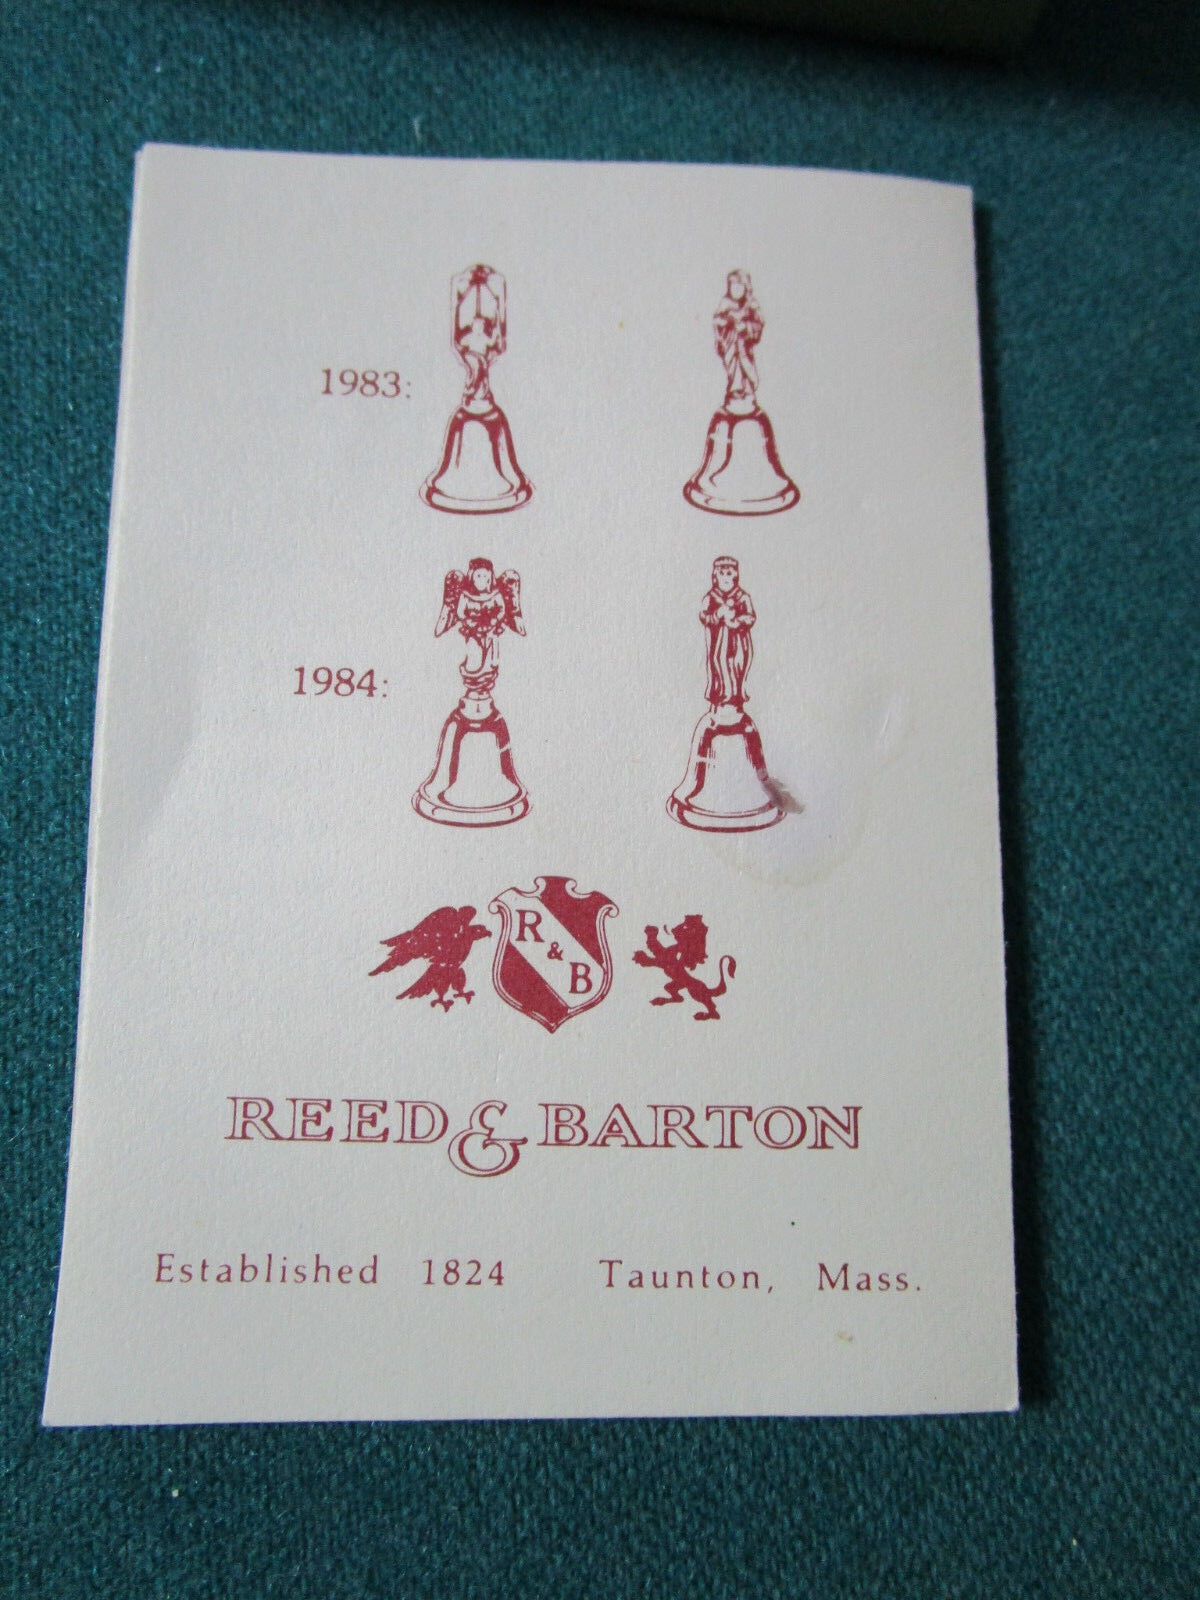 1983:
1984:
R & B
REED & BARTON
Established 1824 Taunton, Mass.